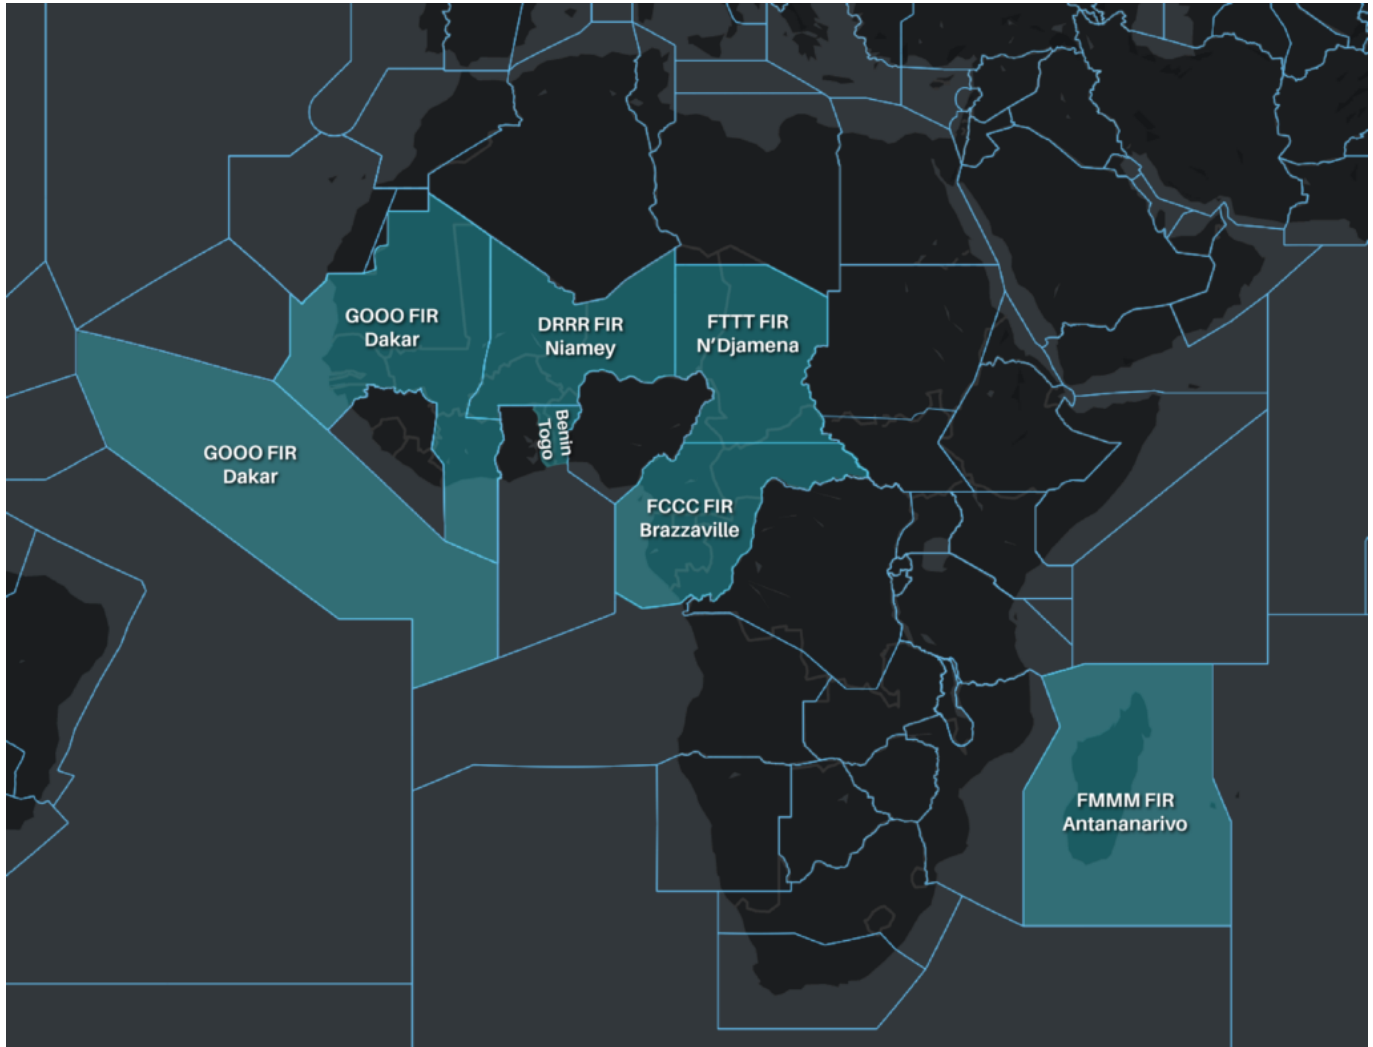 GOOO FIR
Dakar
DRRR FIR
Niamey
FTTT FIR
N'Djamena
Benin
Togo
GOOO FIR
Dakar
FCCC FIR
Brazzaville
FMMM FIR
Antananarivo